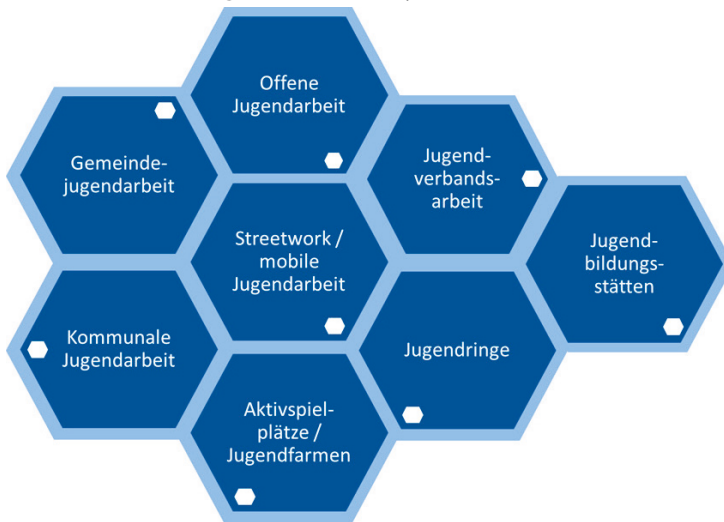 Offene
Jugendarbeit
Gemeinde-
jugendarbeit
Jugend-
verbands-
arbeit
Streetwork /
mobile
Jugendarbeit
Jugend-
bildungs-
stätten
Kommunale
Jugendarbeit
Jugendringe
Aktivspiel-
plätze /
Jugendfarmen